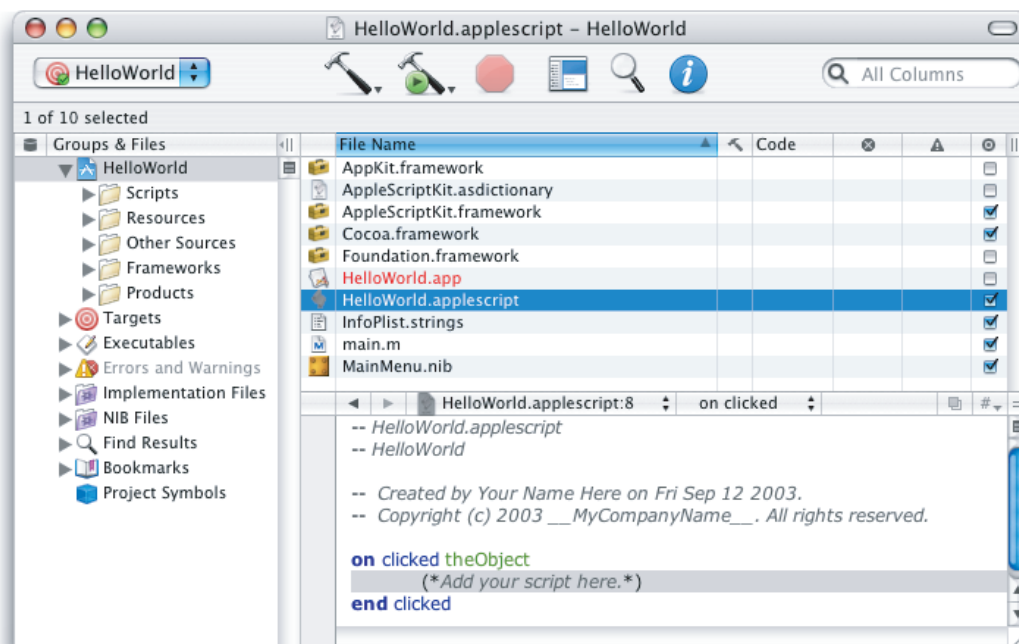 HelloWorld.applescript – HelloWorld
HelloWorld
All Columns
1 of 10 selected
Groups & Files
HelloWorld
Scripts
Resources
Other Sources
Frameworks
Products
Targets
Executables
Errors and Warnings
Implementation Files
NIB Files
Find Results
Bookmarks
Project Symbols
File Name Code
AppKit.framework
AppleScriptKit.asdictionary
AppleScriptKit.framework
Cocoa.framework
Foundation.framework
HelloWorld.app
HelloWorld.applescript
InfoPlist.strings
main.m
MainMenu.nib
HelloWorld.applescript:8 on clicked #
-- HelloWorld.applescript
-- HelloWorld
-- Created by Your Name Here on Fri Sep 12 2003.
-- Copyright (c) 2003 __MyCompanyName__. All rights reserved.
on clicked theObject
(*Add your script here.*)
end clicked